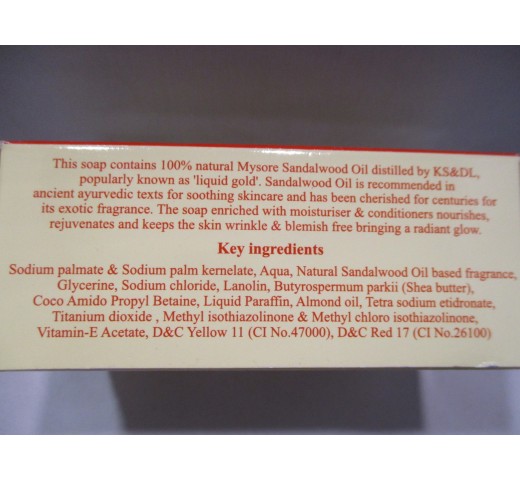 This soap contains 100% natural Mysore Sandalwood Oil distilled by KS&DL,
popularly known as 'liquid gold'. Sandalwood Oil is recommended in
ancient ayurvedic texts for soothing skincare and has been cherished for centuries for
its exotic fragrance. The soap enriched with moisturiser & conditioners nourishes,
rejuvenates and keeps the skin wrinkle & blemish free bringing a radiant glow.
Key ingredients
Sodium palmate & Sodium palm kernelate, Aqua, Natural Sandalwood Oil based fragrance,
Glycerine, Sodium chloride, Lanolin, Butyrospermum parkii (Shea butter),
Coco Amido Propyl Betaine, Liquid Paraffin, Almond oil, Tetra sodium etidronate,
Titanium dioxide , Methyl isothiazolinone & Methyl chloro isothiazolinone,
Vitamin-E Acetate, D&C Yellow 11 (CI No.47000), D&C Red 17 (CI No.26100)